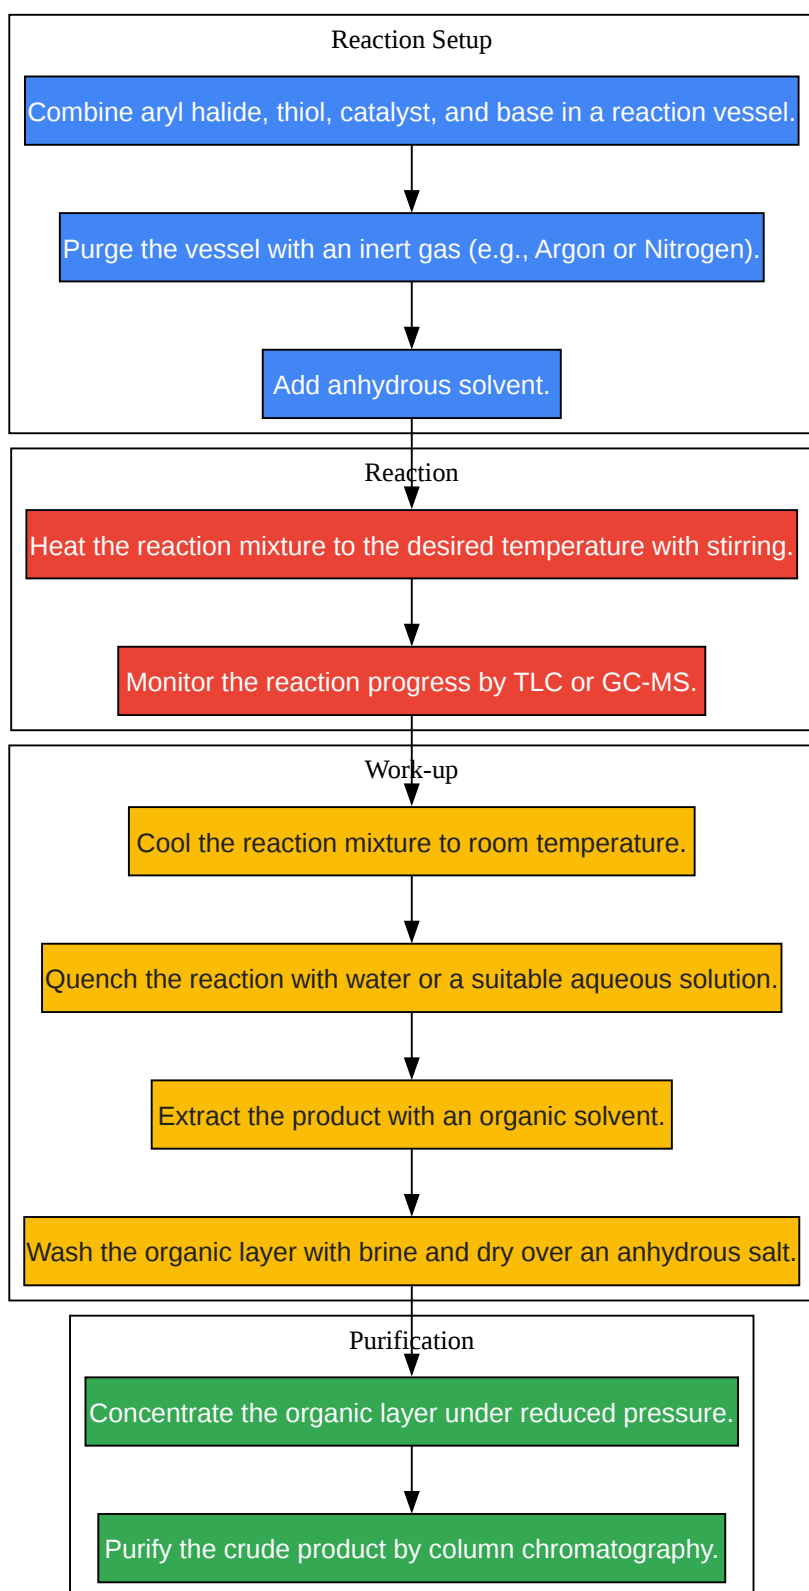 Reaction Setup
Combine aryl halide, thiol, catalyst, and base in a reaction vessel.
Purge the vessel with an inert gas (e.g., Argon or Nitrogen).
Add anhydrous solvent.
Reaction
Heat the reaction mixture to the desired temperature with stirring.
Monitor the reaction progress by TLC or GC-MS.
Work-up
Cool the reaction mixture to room temperature.
Quench the reaction with water or a suitable aqueous solution.
Extract the product with an organic solvent.
Wash the organic layer with brine and dry over an anhydrous salt.
Purification
Concentrate the organic layer under reduced pressure.
Purify the crude product by column chromatography.